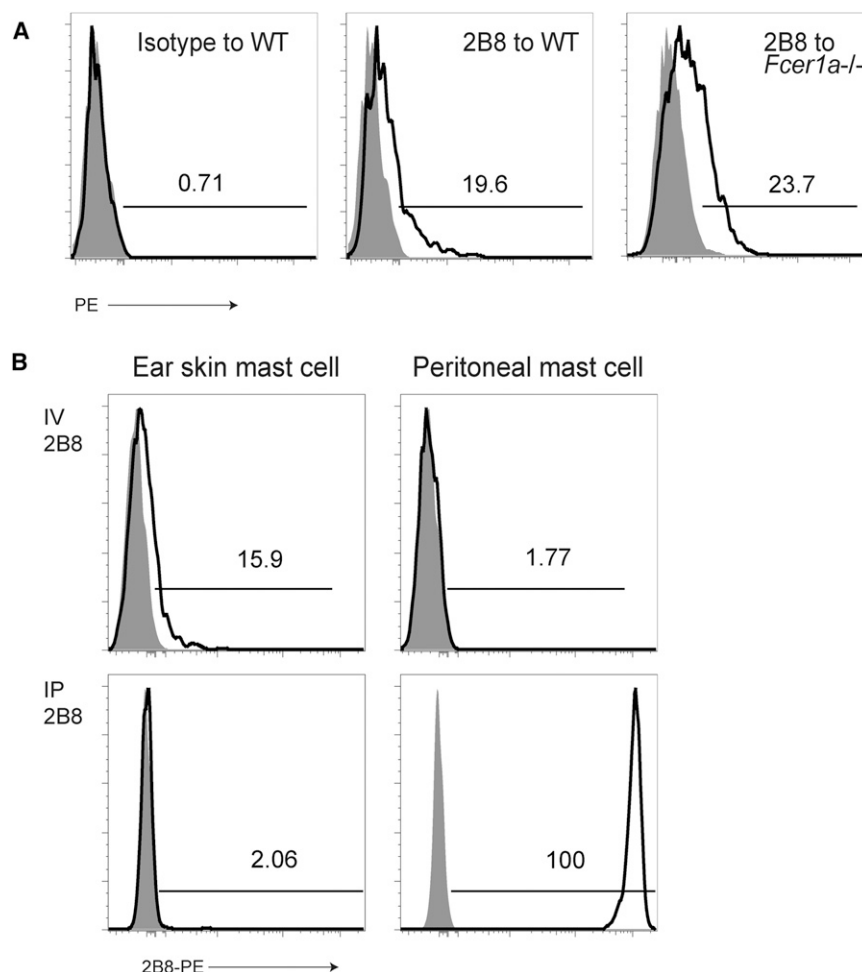 A
Isotype to WT
0.71
2B8 to WT
19.6
2B8 to
Fcer1a-/-
23.7
PE
B
Ear skin mast cell
Peritoneal mast cell
IV
2B8
15.9
1.77
IP
2B8
2.06
100
2B8-PE